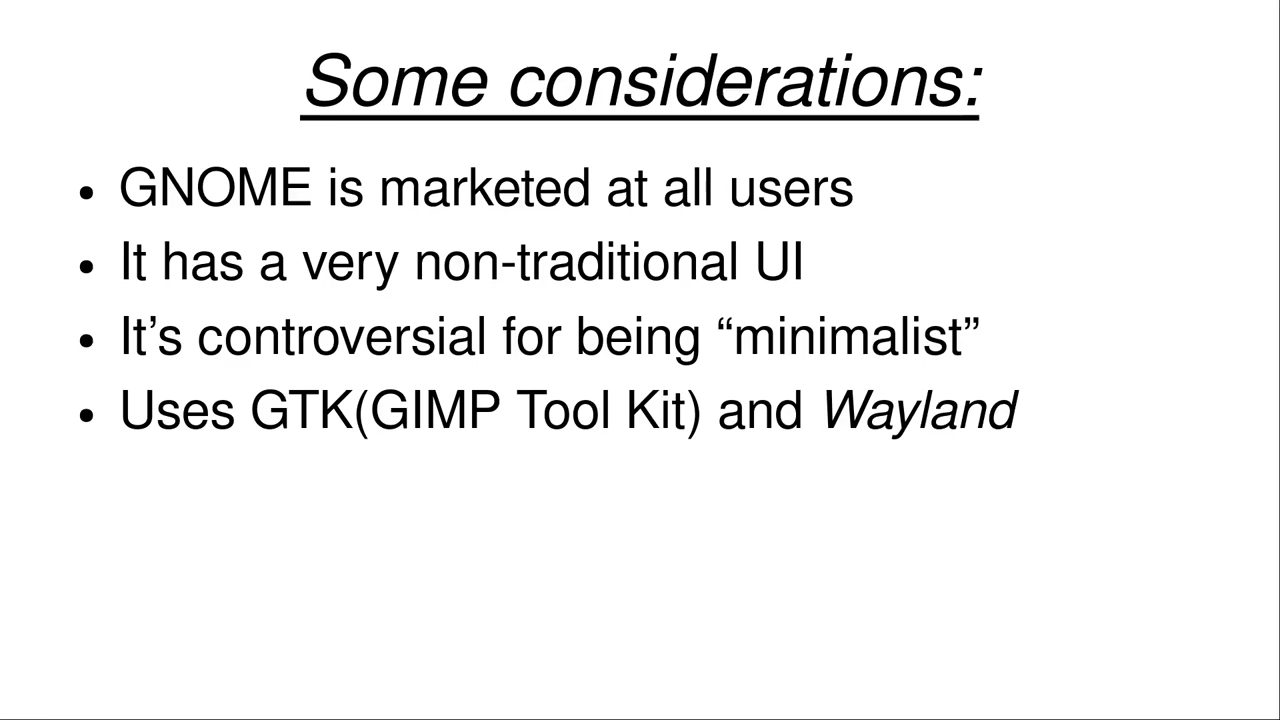 Some considerations:
• GNOME is marketed at all users
• It has a very non-traditional UI
• It’s controversial for being “minimalist”
• Uses GTK(GIMP Tool Kit) and Wayland